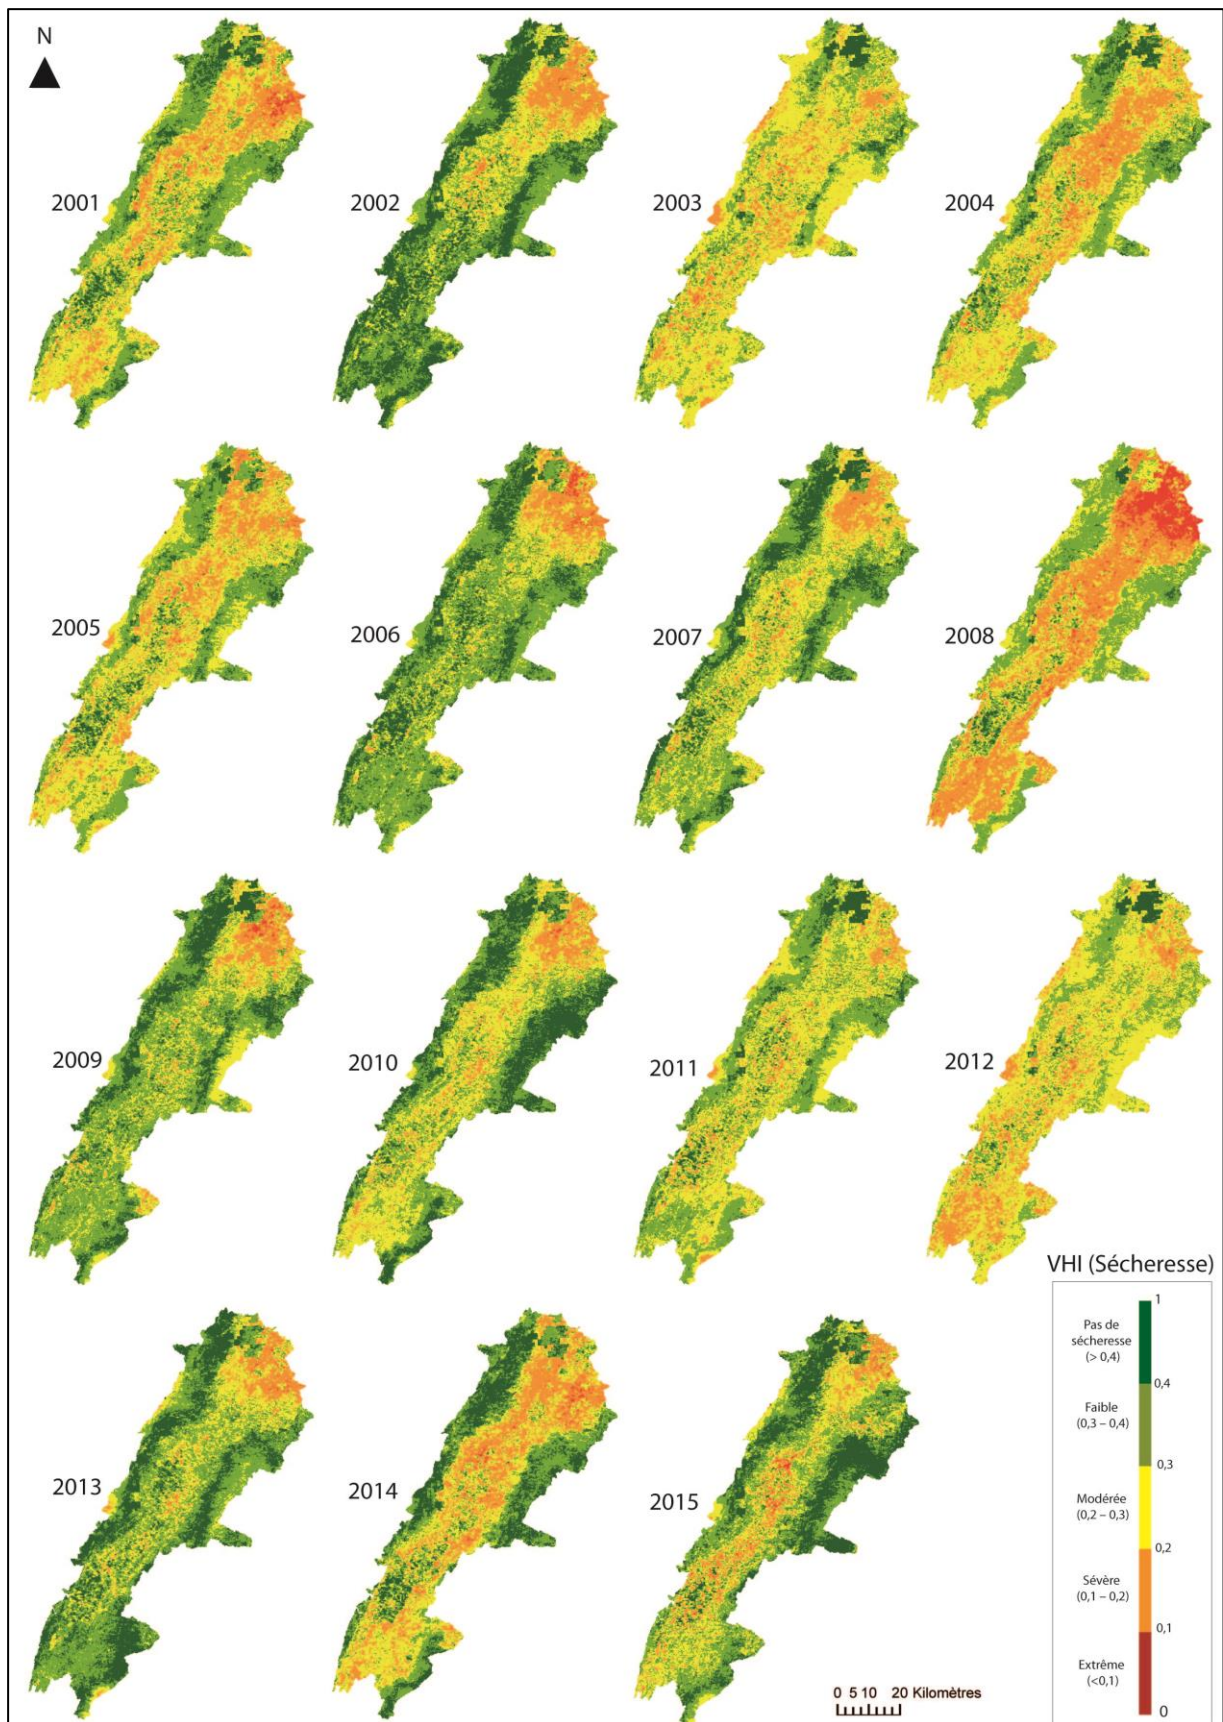 N
2001
2002
2003
2004
2005
2006
2007
2008
2009
2010
2011
2012
2013
2014
2015
VHI (Sécheresse)
Pas de
sécheresse
(> 0,4)
Faible
(0,3 – 0,4)
Modérée
(0,2 – 0,3)
Sévère
(0,1 – 0,2)
Extrême
(<0,1)
1
0,4
0,3
0,2
0,1
0
0 5 10 20 Kilomètres